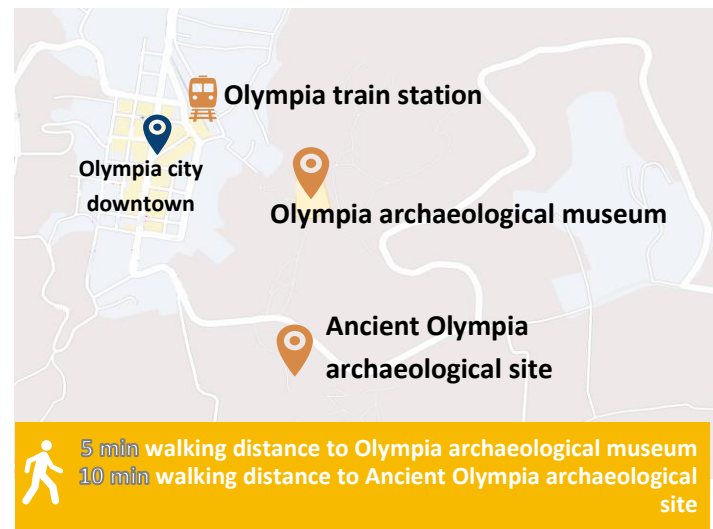 Olympia train station
Olympia city
downtown
Olympia archaeological museum
Ancient Olympia
archaeological site
5 min walking distance to Olympia archaeological museum
10 min walking distance to Ancient Olympia archaeological
site